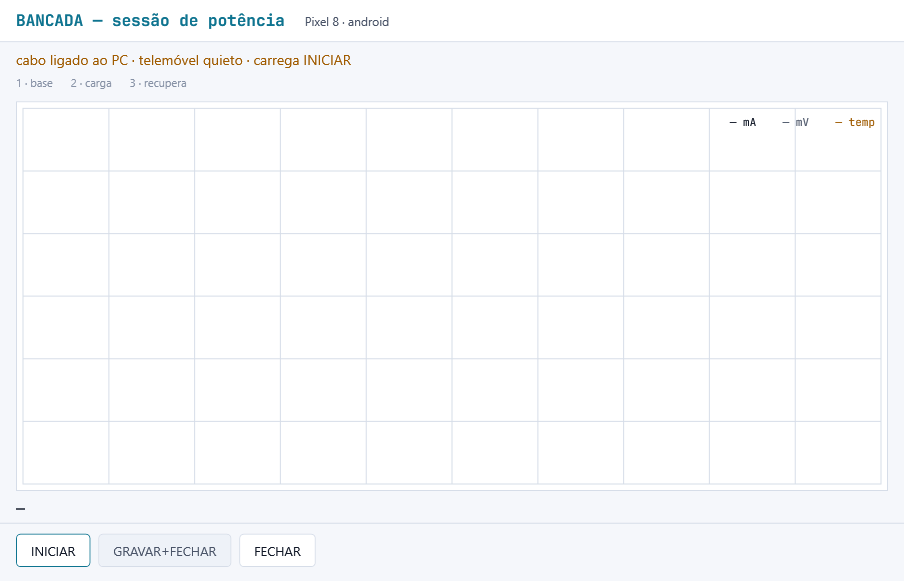 BANCADA — sessão de potência Pixel 8 · android
cabo ligado ao PC · telemóvel quieto · carrega INICIAR
1 · base 2 · carga 3 · recupera
— mA — mV — temp
—
INICIAR GRAVAR+FECHAR FECHAR